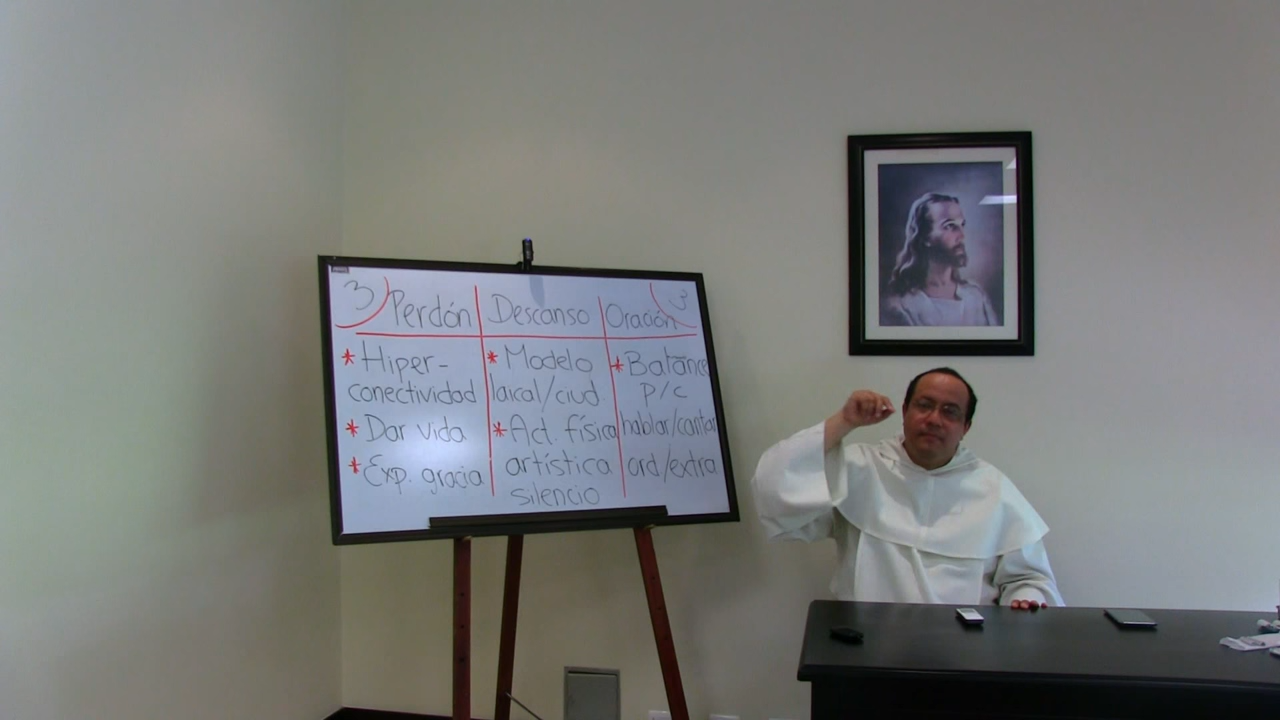 3) Perdón | Descanso | Oración (3
* Hiper-
conectividad
* Dar vida
* Exp. gracia
* Modelo
laical/ciud.
* Act. física
artística
silencio
* Balance
P/C
hablar/cantar
ord/extra